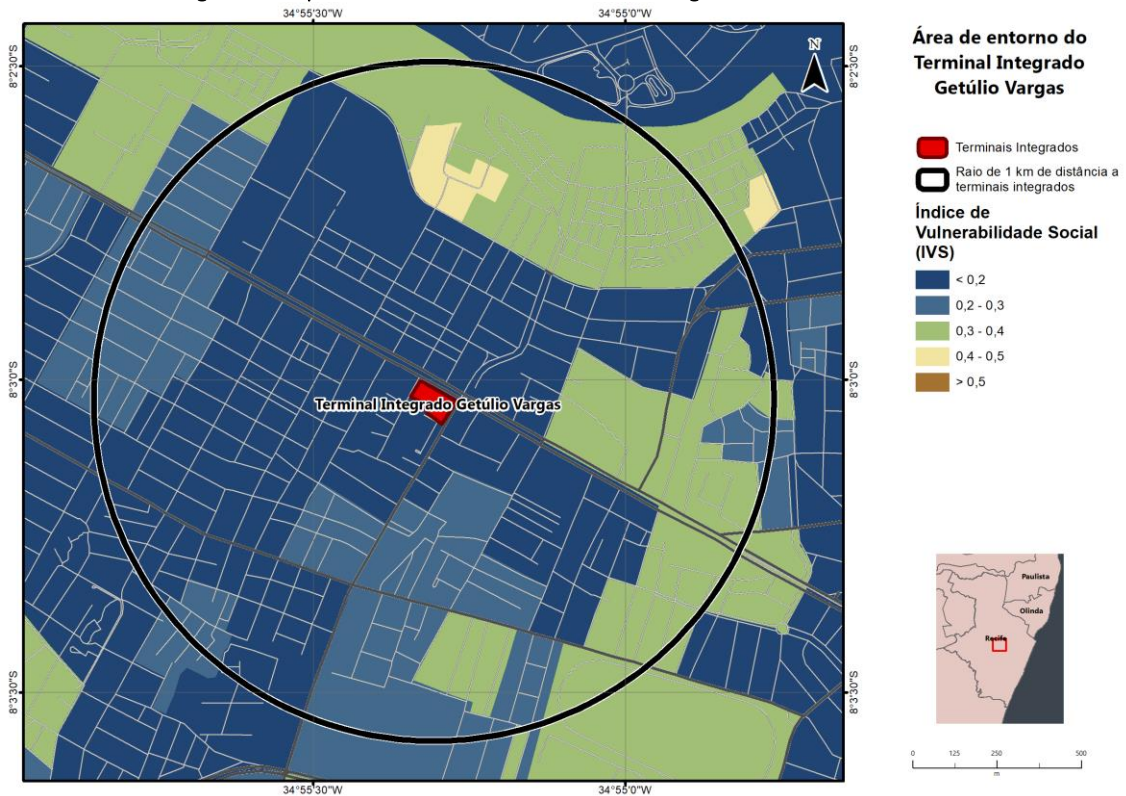 34°55'30"W
34°55'0"W
8°2'30"S
8°2'30"S
N
8°3'0"S
8°3'0"S
Terminal Integrado Getúlio Vargas
8°3'30"S
8°3'30"S
34°55'30"W
34°55'0"W
Área de entorno do
Terminal Integrado
Getúlio Vargas
Terminais Integrados
Raio de 1 km de distância a
terminais integrados
Índice de
Vulnerabilidade Social
(IVS)
< 0,2
0,2 - 0,3
0,3 - 0,4
0,4 - 0,5
> 0,5
Paulista
Olinda
Recife
0 125 250 500
m